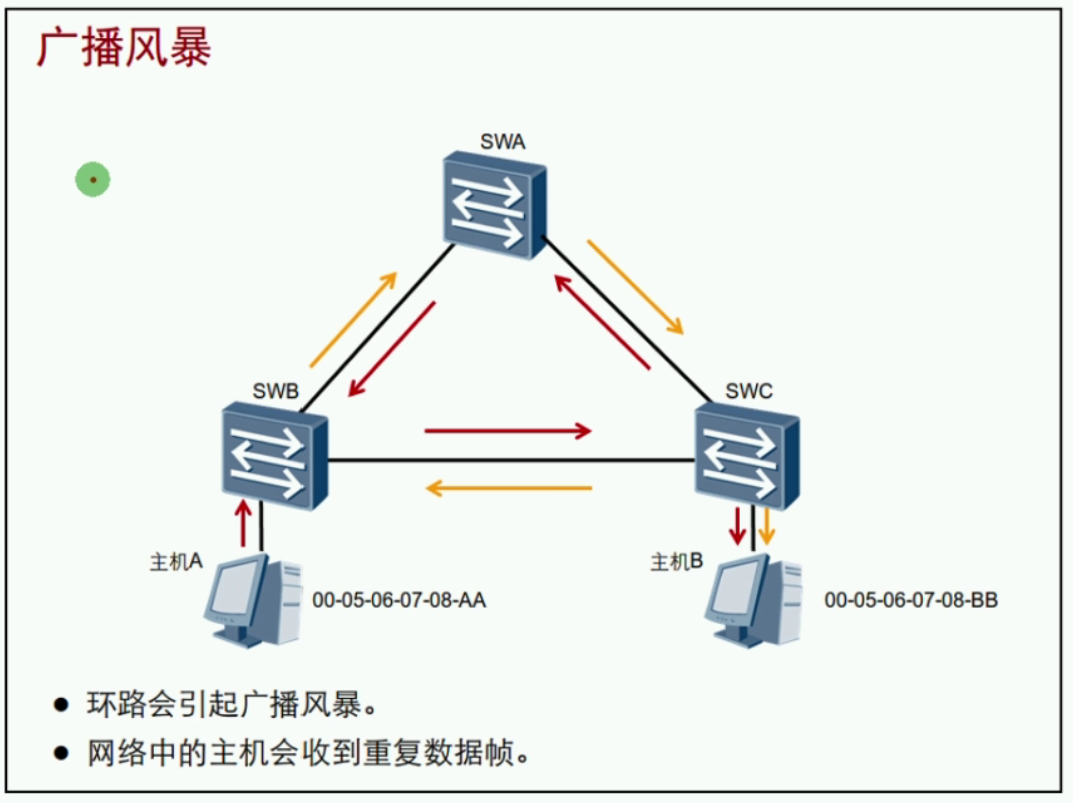 广播风暴
SWA
SWB
SWC
主机A
00-05-06-07-08-AA
主机B
00-05-06-07-08-BB
● 环路会引起广播风暴。
● 网络中的主机会收到重复数据帧。